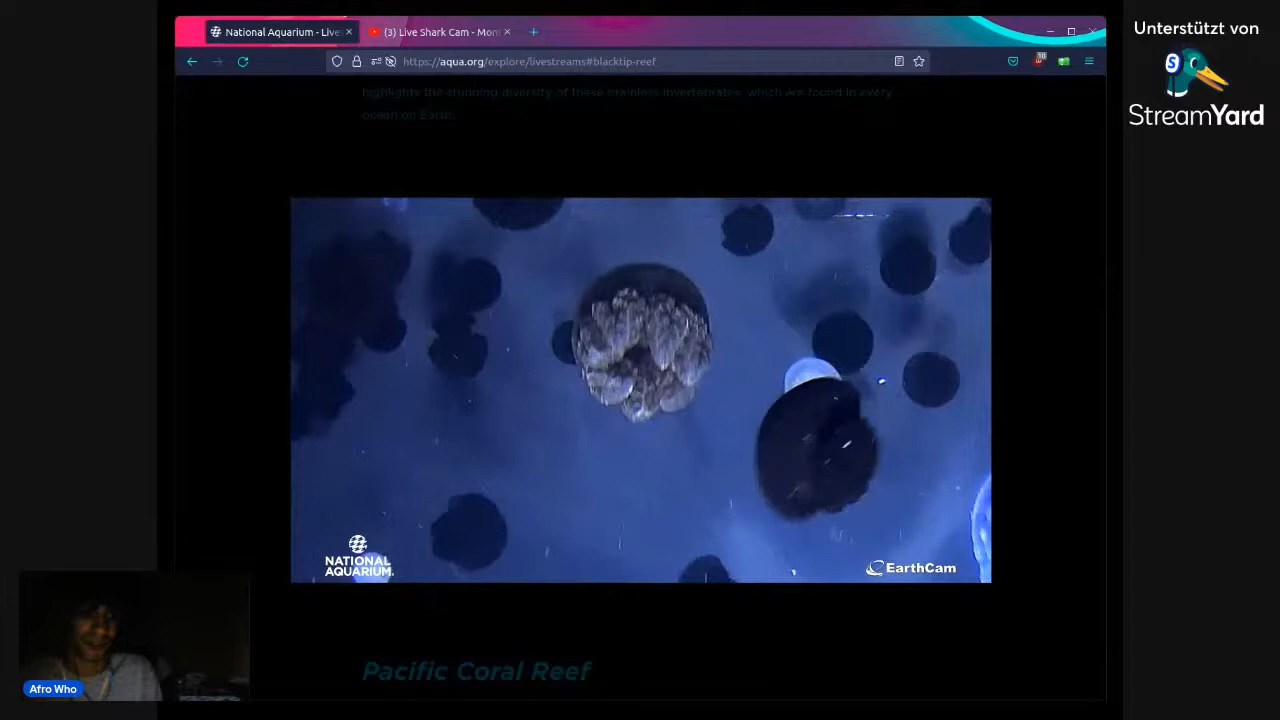 National Aquarium - Live
(3) Live Shark Cam - Mon
https://aqua.org/explore/livestreams#blacktip-reef
highlights the stunning diversity of these brainless invertebrates, which are found in every
ocean on Earth.
NATIONAL
AQUARIUM
EarthCam
Pacific Coral Reef
Afro Who
Unterstützt von
S
StreamYard